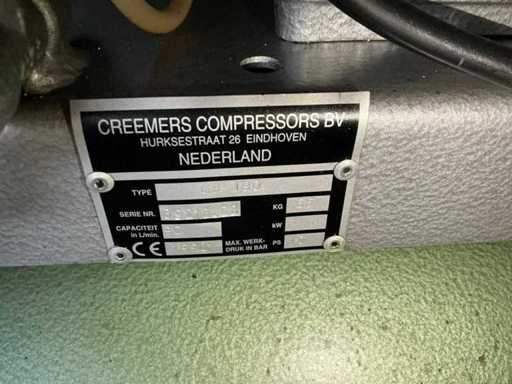 CREEMERS COMPRESSORS BV
HURKSESTRAAT 26 EINDHOVEN
NEDERLAND
TYPE
SERIE NR. KG
CAPACITEIT
in L/min. kW
CE MAX. WERK-
DRUK IN BAR PS